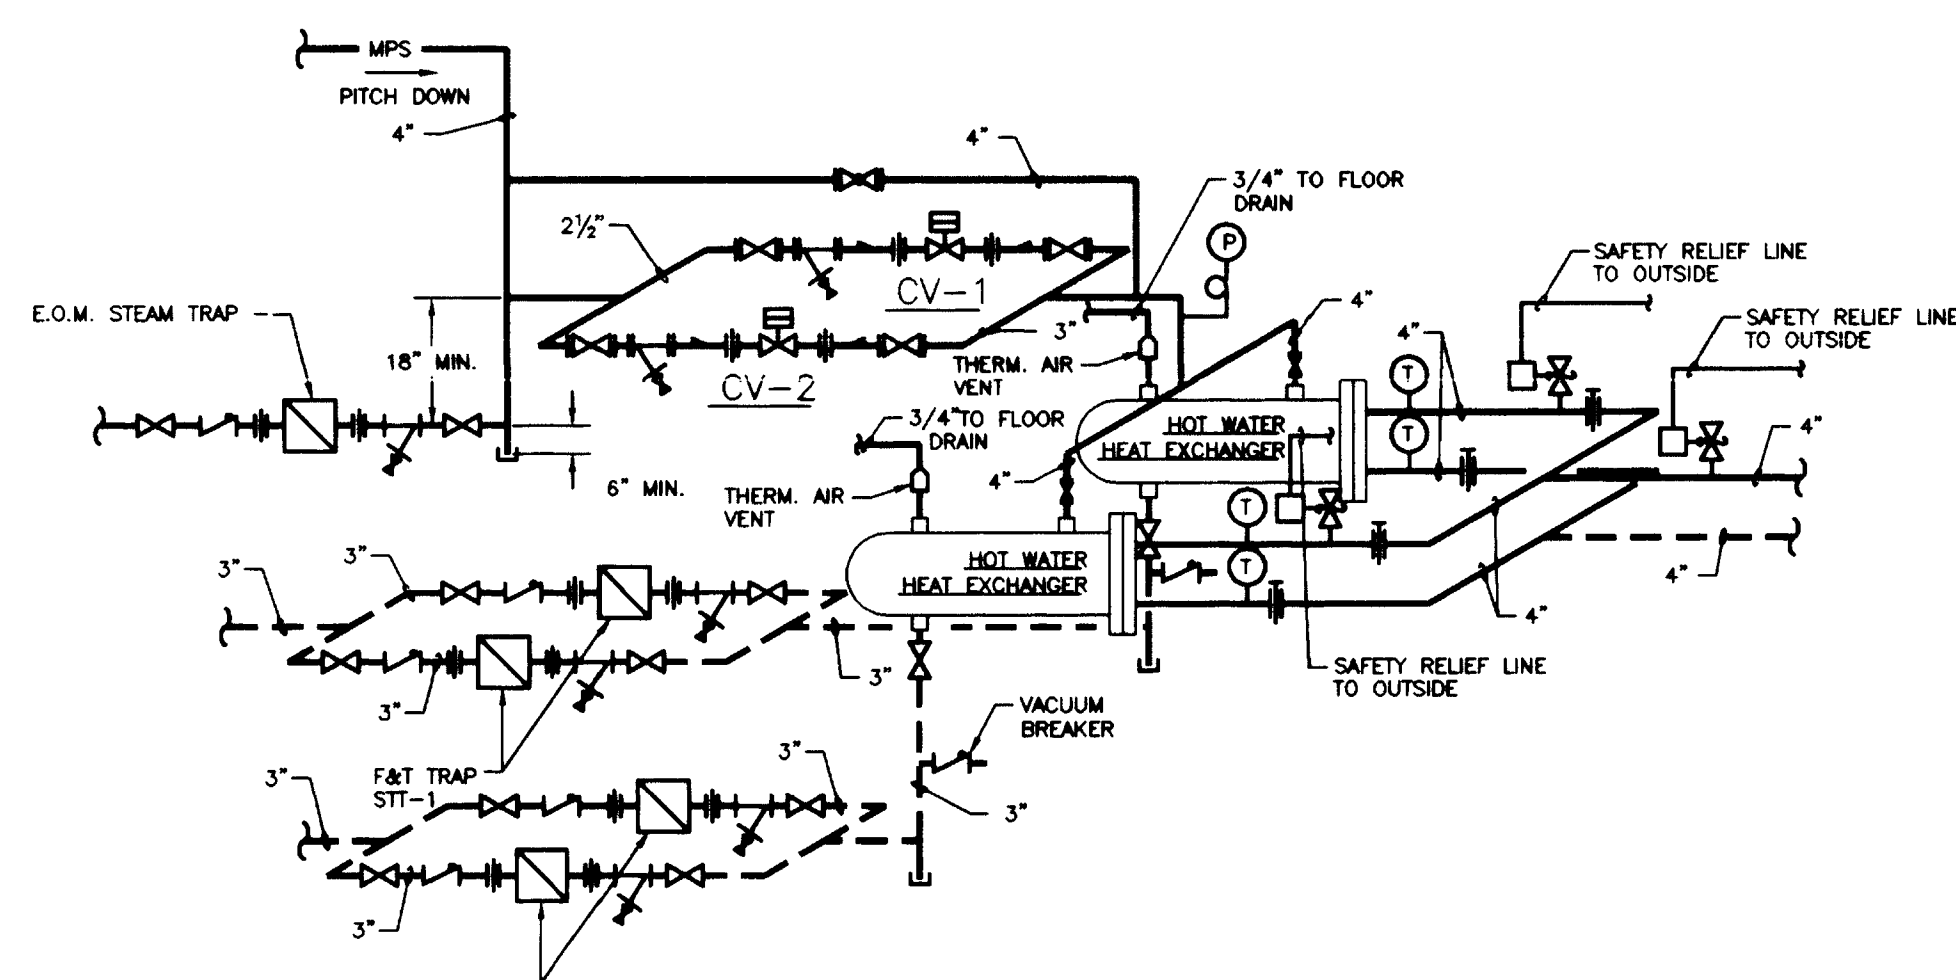 MPS
PITCH DOWN
4"
4"
3/4" TO FLOOR
DRAIN
2½"
P
SAFETY RELIEF LINE
TO OUTSIDE
CV-1
E.O.M. STEAM TRAP
4"
SAFETY RELIEF LINE
TO OUTSIDE
3"
4"
18" MIN.
THERM. AIR
VENT
T
CV-2
3/4"TO FLOOR
DRAIN
HOT WATER
HEAT EXCHANGER
T
4"
6" MIN.
4"
THERM. AIR
VENT
T
HOT WATER
HEAT EXCHANGER
T
4"
3"
3"
4"
3"
SAFETY RELIEF LINE
TO OUTSIDE
3"
VACUUM
BREAKER
F&T TRAP
STT-1
3"
3"
3"
3"